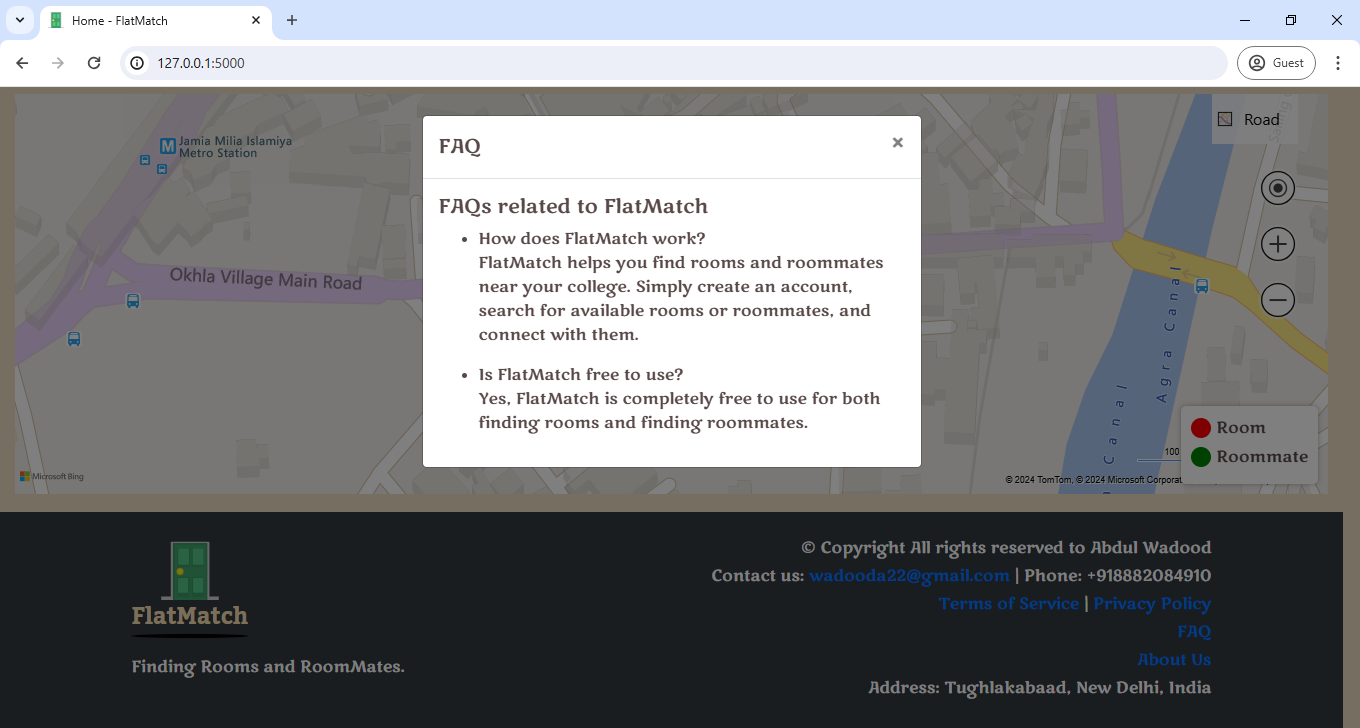 Home - FlatMatch
127.0.0.1:5000
Guest
Jamia Milia Islamiya
Metro Station
Okhla Village Main Road
Road
Agra Canal
Canal
FAQ
×
FAQs related to FlatMatch
• How does FlatMatch work?
FlatMatch helps you find rooms and roommates
near your college. Simply create an account,
search for available rooms or roommates, and
connect with them.
• Is FlatMatch free to use?
Yes, FlatMatch is completely free to use for both
finding rooms and finding roommates.
Room
Roommate
100
Microsoft Bing
© 2024 TomTom, © 2024 Microsoft Corporat
FlatMatch
Finding Rooms and RoomMates.
© Copyright All rights reserved to Abdul Wadood
Contact us: wadooda22@gmail.com | Phone: +918882084910
Terms of Service | Privacy Policy
FAQ
About Us
Address: Tughlakabaad, New Delhi, India